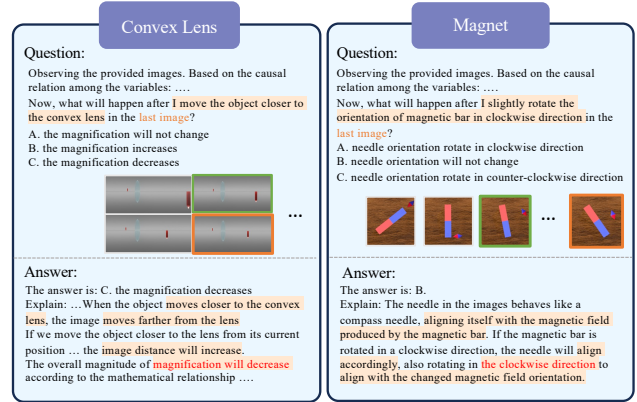 Convex Lens
Question:
Observing the provided images. Based on the causal
relation among the variables: ….
Now, what will happen after I move the object closer to
the convex lens in the last image?
A. the magnification will not change
B. the magnification increases
C. the magnification decreases
...
Answer:
The answer is: C. the magnification decreases
Explain: …When the object moves closer to the convex
lens, the image moves farther from the lens
If we move the object closer to the lens from its current
position … the image distance will increase.
The overall magnitude of magnification will decrease
according to the mathematical relationship ….
Magnet
Question:
Observing the provided images. Based on the causal
relation among the variables: ….
Now, what will happen after I slightly rotate the
orientation of magnetic bar in clockwise direction in the
last image?
A. needle orientation rotate in clockwise direction
B. needle orientation will not change
C. needle orientation rotate in counter-clockwise direction
...
Answer:
The answer is: B.
Explain: The needle in the images behaves like a
compass needle, aligning itself with the magnetic field
produced by the magnetic bar. If the magnetic bar is
rotated in a clockwise direction, the needle will align
accordingly, also rotating in the clockwise direction to
align with the changed magnetic field orientation.